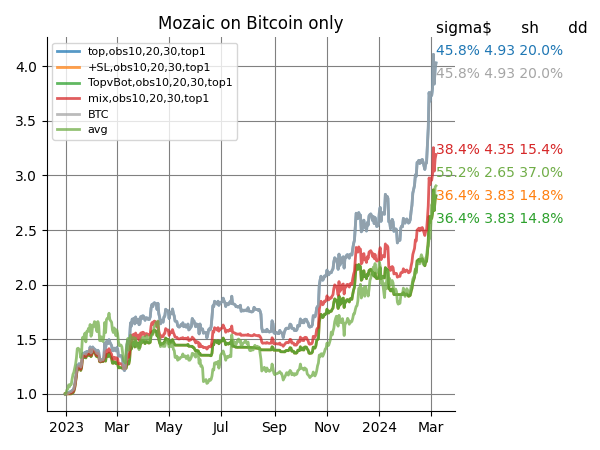 Mozaic on Bitcoin only
sigma$ sh dd
top,obs10,20,30,top1
+SL,obs10,20,30,top1
TopvBot,obs10,20,30,top1
mix,obs10,20,30,top1
BTC
avg
45.8% 4.93 20.0%
45.8% 4.93 20.0%
38.4% 4.35 15.4%
55.2% 2.65 37.0%
36.4% 3.83 14.8%
36.4% 3.83 14.8%
4.0
3.5
3.0
2.5
2.0
1.5
1.0
2023 Mar May Jul Sep Nov 2024 Mar